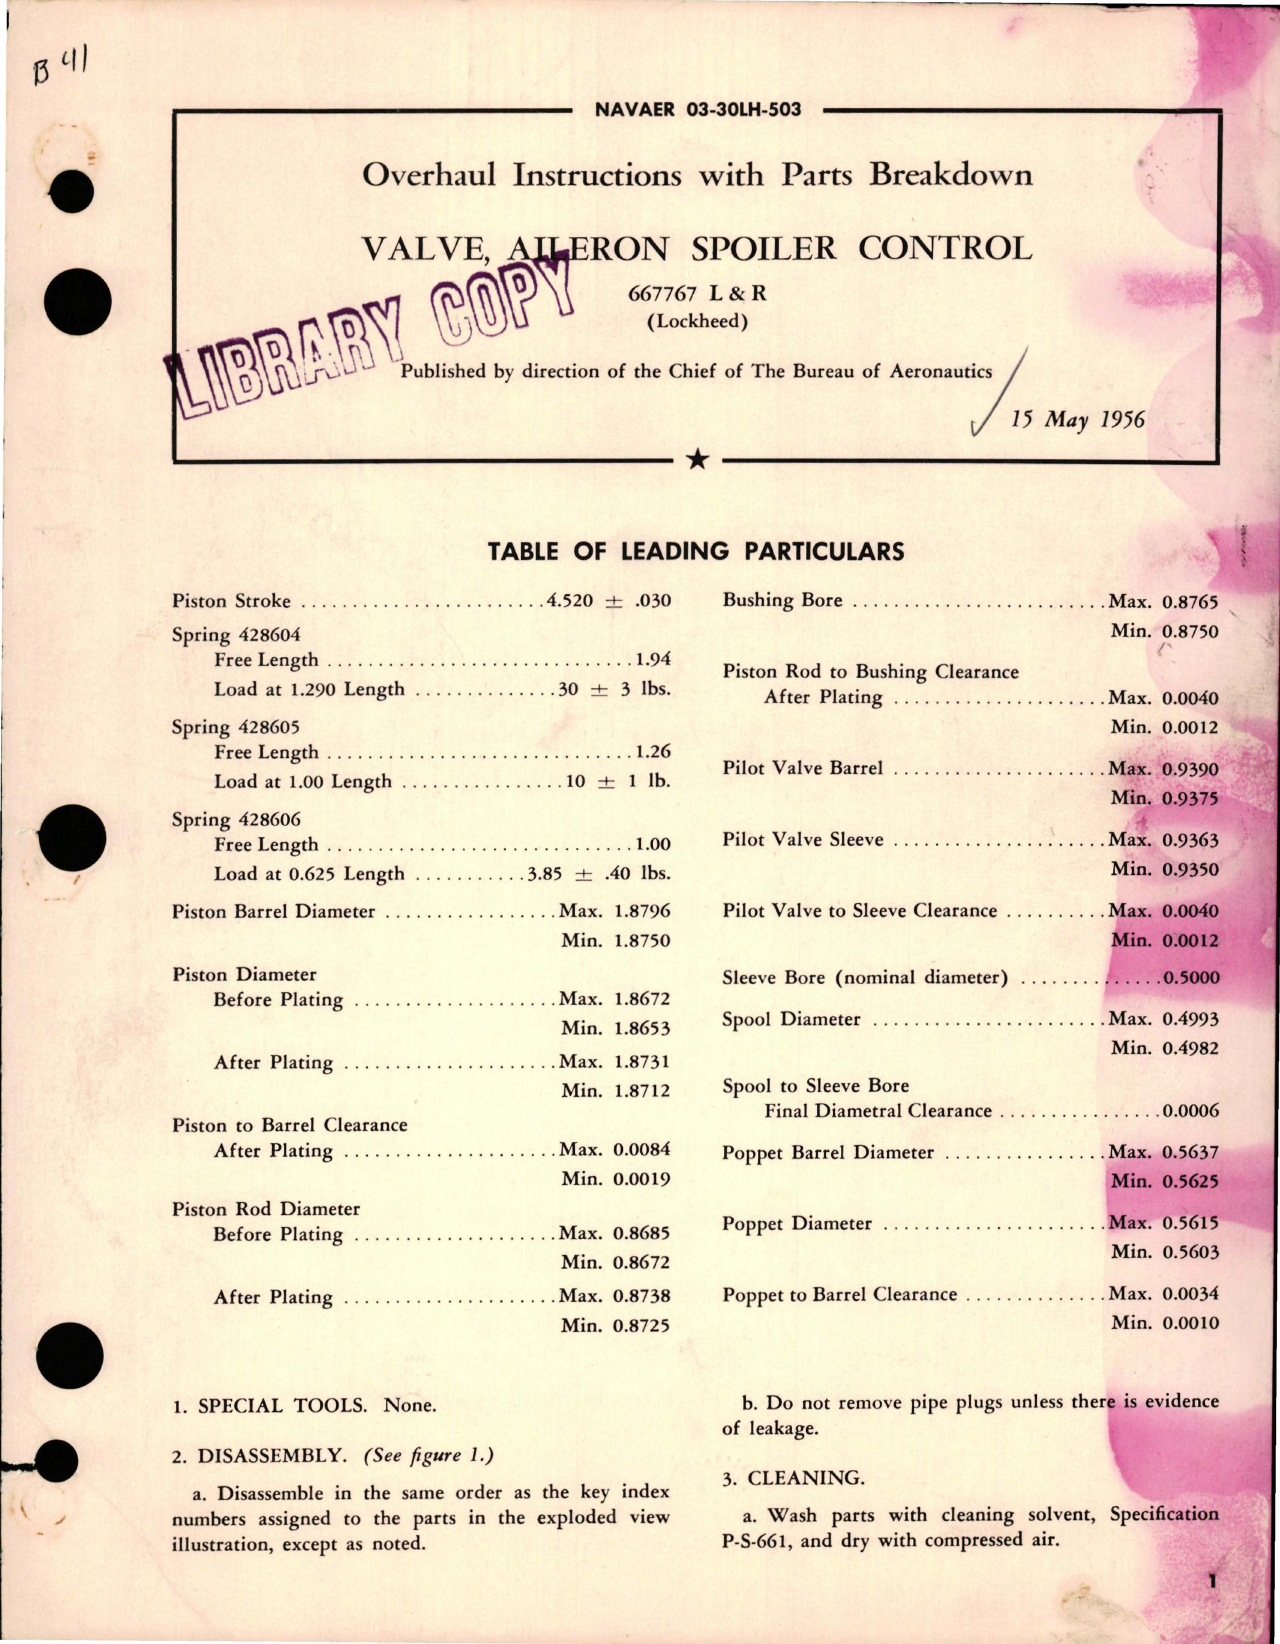 B 41
NAVAER 03-30LH-503
Overhaul Instructions with Parts Breakdown
VALVE, AILERON SPOILER CONTROL
667767 L & R
(Lockheed)
LIBRARY COPY
Published by direction of the Chief of The Bureau of Aeronautics
15 May 1956
TABLE OF LEADING PARTICULARS
Piston Stroke ........................ 4.520 ± .030
Spring 428604
Free Length .............................. 1.94
Load at 1.290 Length .............. 30 ± 3 lbs.
Spring 428605
Free Length .............................. 1.26
Load at 1.00 Length ................ 10 ± 1 lb.
Spring 428606
Free Length .............................. 1.00
Load at 0.625 Length ........... 3.85 ± .40 lbs.
Piston Barrel Diameter ................. Max. 1.8796
Min. 1.8750
Piston Diameter
Before Plating .................... Max. 1.8672
Min. 1.8653
After Plating ..................... Max. 1.8731
Min. 1.8712
Piston to Barrel Clearance
After Plating ..................... Max. 0.0084
Min. 0.0019
Piston Rod Diameter
Before Plating .................... Max. 0.8685
Min. 0.8672
After Plating ..................... Max. 0.8738
Min. 0.8725
1. SPECIAL TOOLS. None.
2. DISASSEMBLY. (See figure 1.)
a. Disassemble in the same order as the key index
numbers assigned to the parts in the exploded view
illustration, except as noted.
Bushing Bore ......................... Max. 0.8765
Min. 0.8750
Piston Rod to Bushing Clearance
After Plating ..................... Max. 0.0040
Min. 0.0012
Pilot Valve Barrel ..................... Max. 0.9390
Min. 0.9375
Pilot Valve Sleeve ..................... Max. 0.9363
Min. 0.9350
Pilot Valve to Sleeve Clearance .......... Max. 0.0040
Min. 0.0012
Sleeve Bore (nominal diameter) .............. 0.5000
Spool Diameter ....................... Max. 0.4993
Min. 0.4982
Spool to Sleeve Bore
Final Diametral Clearance ................ 0.0006
Poppet Barrel Diameter ................ Max. 0.5637
Min. 0.5625
Poppet Diameter ...................... Max. 0.5615
Min. 0.5603
Poppet to Barrel Clearance .............. Max. 0.0034
Min. 0.0010
b. Do not remove pipe plugs unless there is evidence
of leakage.
3. CLEANING.
a. Wash parts with cleaning solvent, Specification
P-S-661, and dry with compressed air.
1